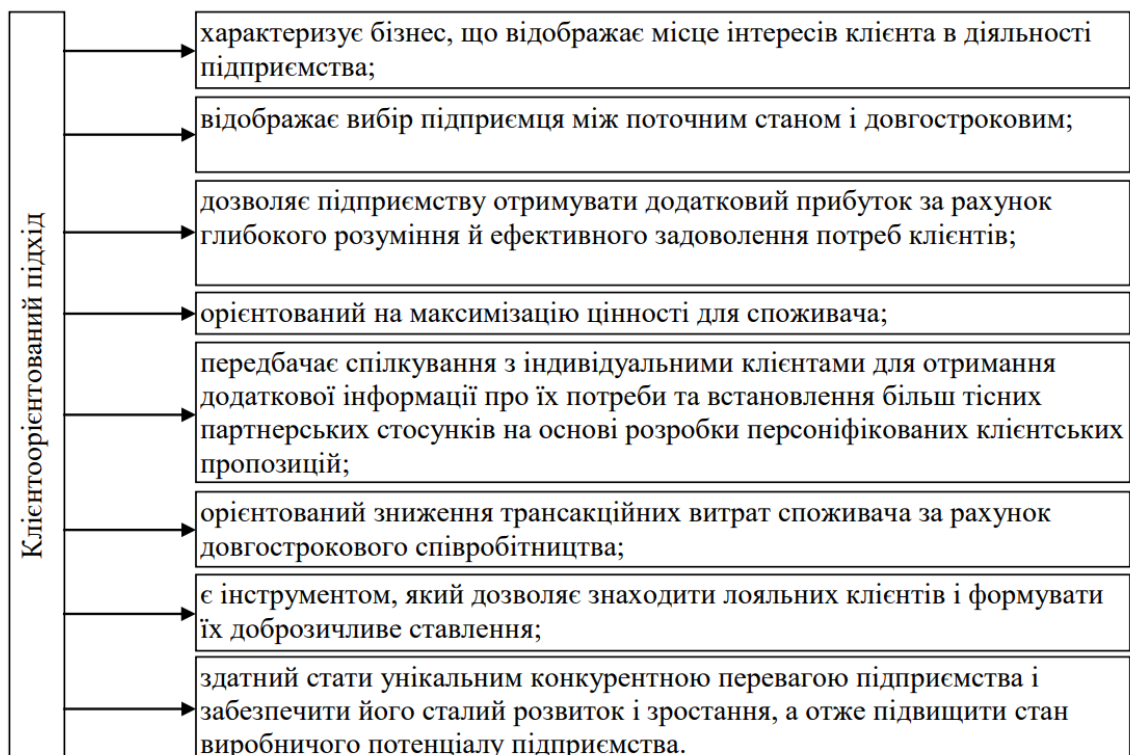 Клієнтоорієнтований підхід
характеризує бізнес, що відображає місце інтересів клієнта в діяльності
підприємства;
відображає вибір підприємця між поточним станом і довгостроковим;
дозволяє підприємству отримувати додатковий прибуток за рахунок
глибокого розуміння й ефективного задоволення потреб клієнтів;
орієнтований на максимізацію цінності для споживача;
передбачає спілкування з індивідуальними клієнтами для отримання
додаткової інформації про їх потреби та встановлення більш тісних
партнерських стосунків на основі розробки персоніфікованих клієнтських
пропозицій;
орієнтований зниження трансакційних витрат споживача за рахунок
довгострокового співробітництва;
є інструментом, який дозволяє знаходити лояльних клієнтів і формувати
їх доброзичливе ставлення;
здатний стати унікальним конкурентною перевагою підприємства і
забезпечити його сталий розвиток і зростання, а отже підвищити стан
виробничого потенціалу підприємства.